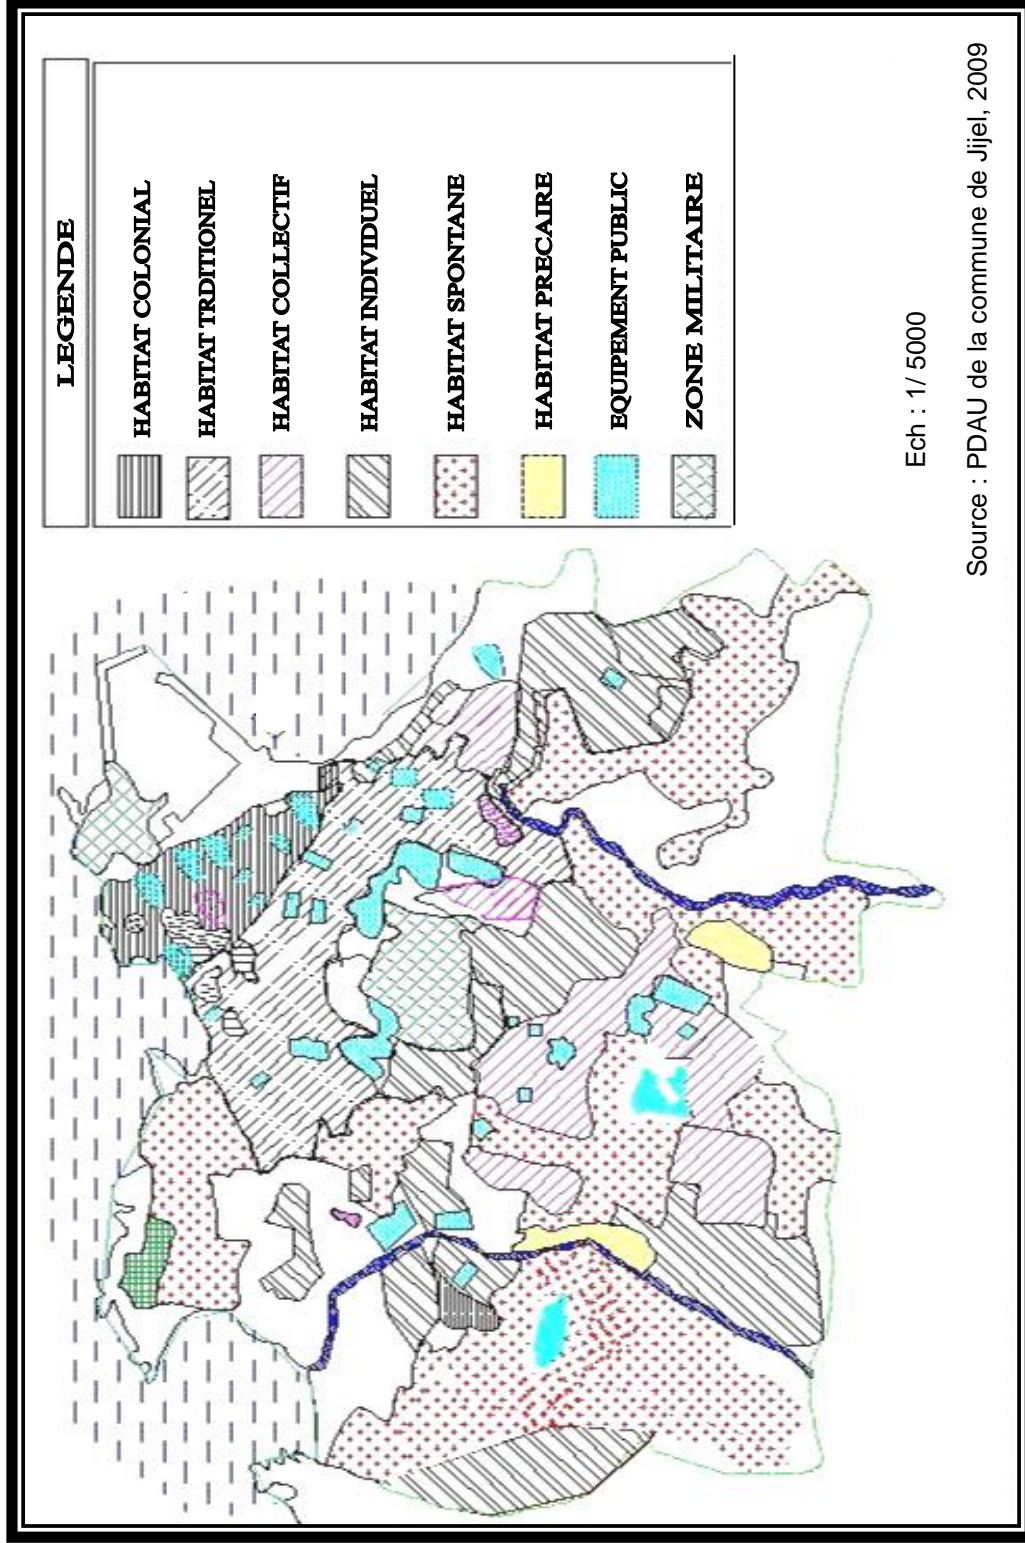 LEGENDE
HABITAT COLONIAL
HABITAT TRDITIONEL
HABITAT COLLECTIF
HABITAT INDIVIDUEL
HABITAT SPONTANE
HABITAT PRECAIRE
EQUIPEMENT PUBLIC
ZONE MILITAIRE
Ech : 1/ 5000
Source : PDAU de la commune de Jijel, 2009